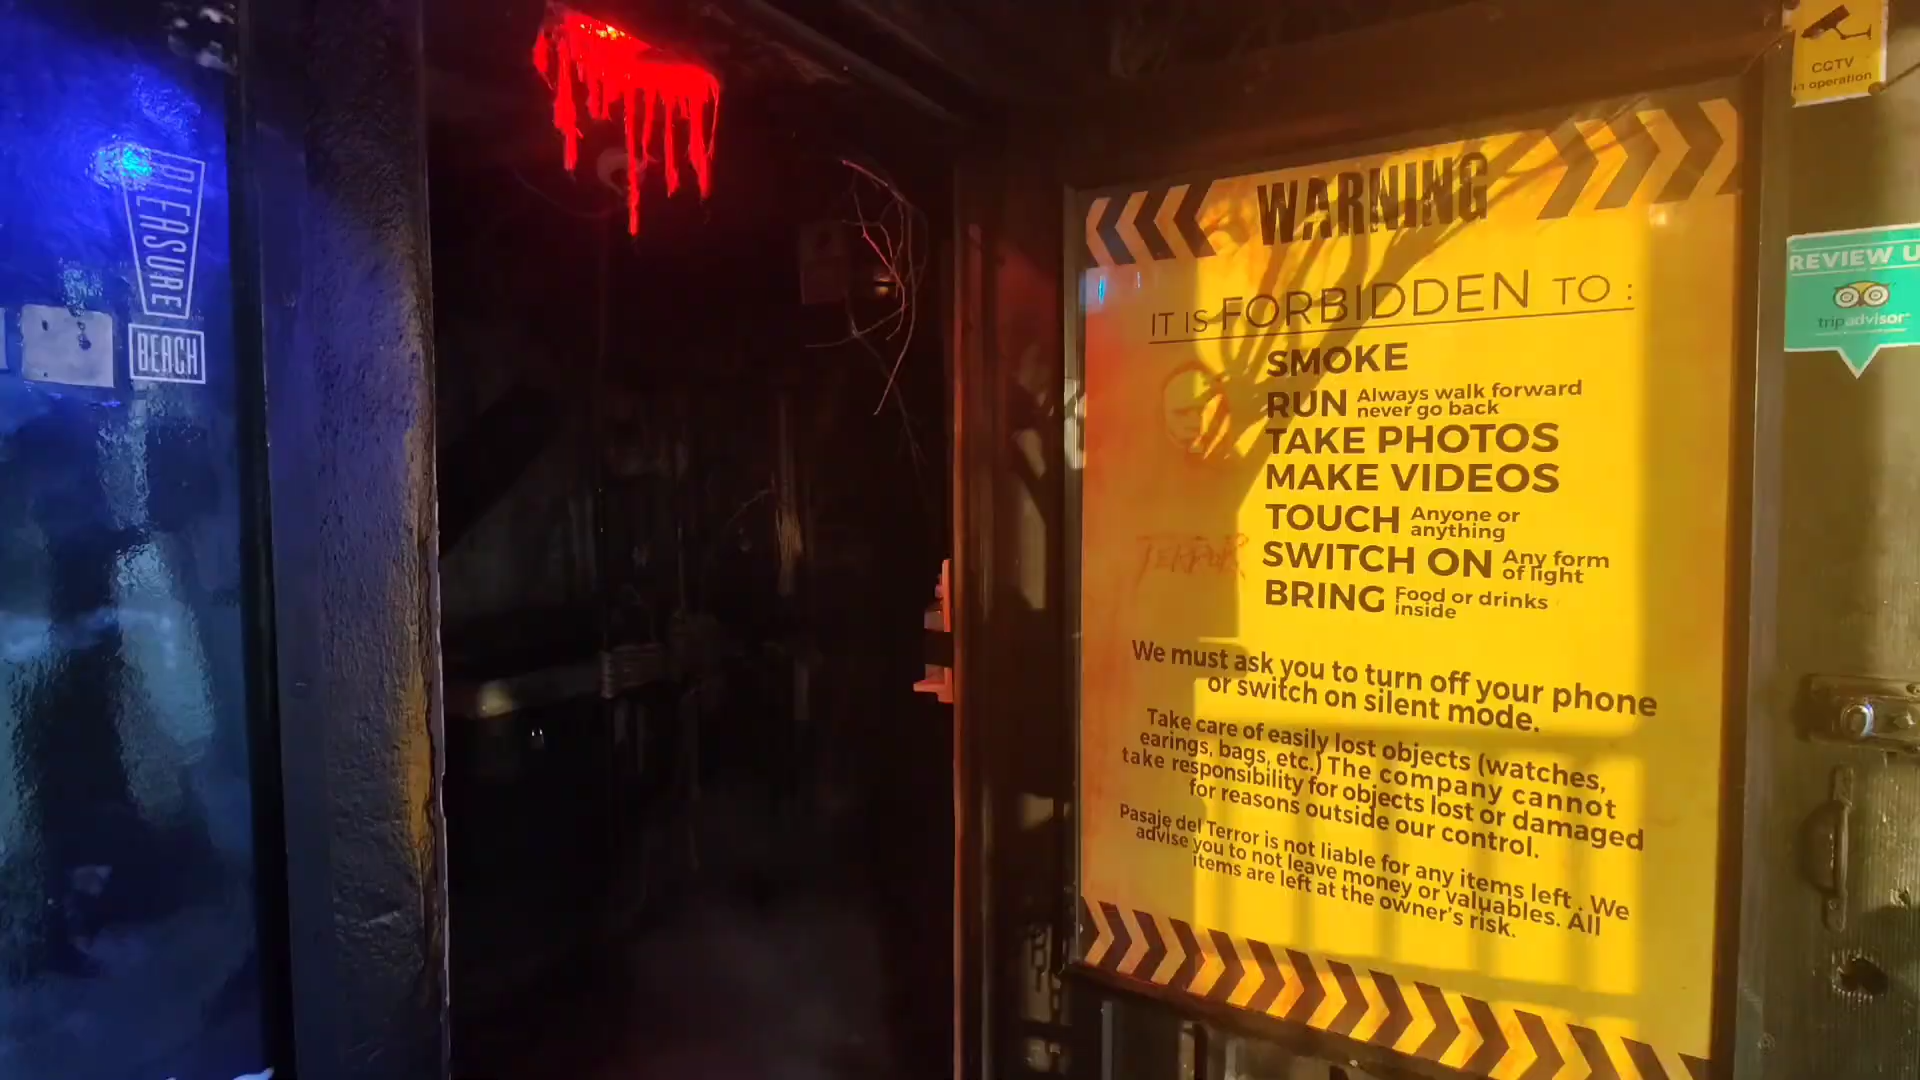 PLEASURE
BEACH
WARNING
IT IS FORBIDDEN TO :
SMOKE
RUN Always walk forward
never go back
TAKE PHOTOS
MAKE VIDEOS
TOUCH Anyone or
anything
SWITCH ON Any form
of light
BRING Food or drinks
inside
TERROR
We must ask you to turn off your phone
or switch on silent mode.
Take care of easily lost objects (watches,
earings, bags, etc.) The company cannot
take responsibility for objects lost or damaged
for reasons outside our control.
Pasaje del Terror is not liable for any items left . We
advise you to not leave money or valuables. All
items are left at the owner's risk.
CCTV
in operation
REVIEW U
tripadvisor